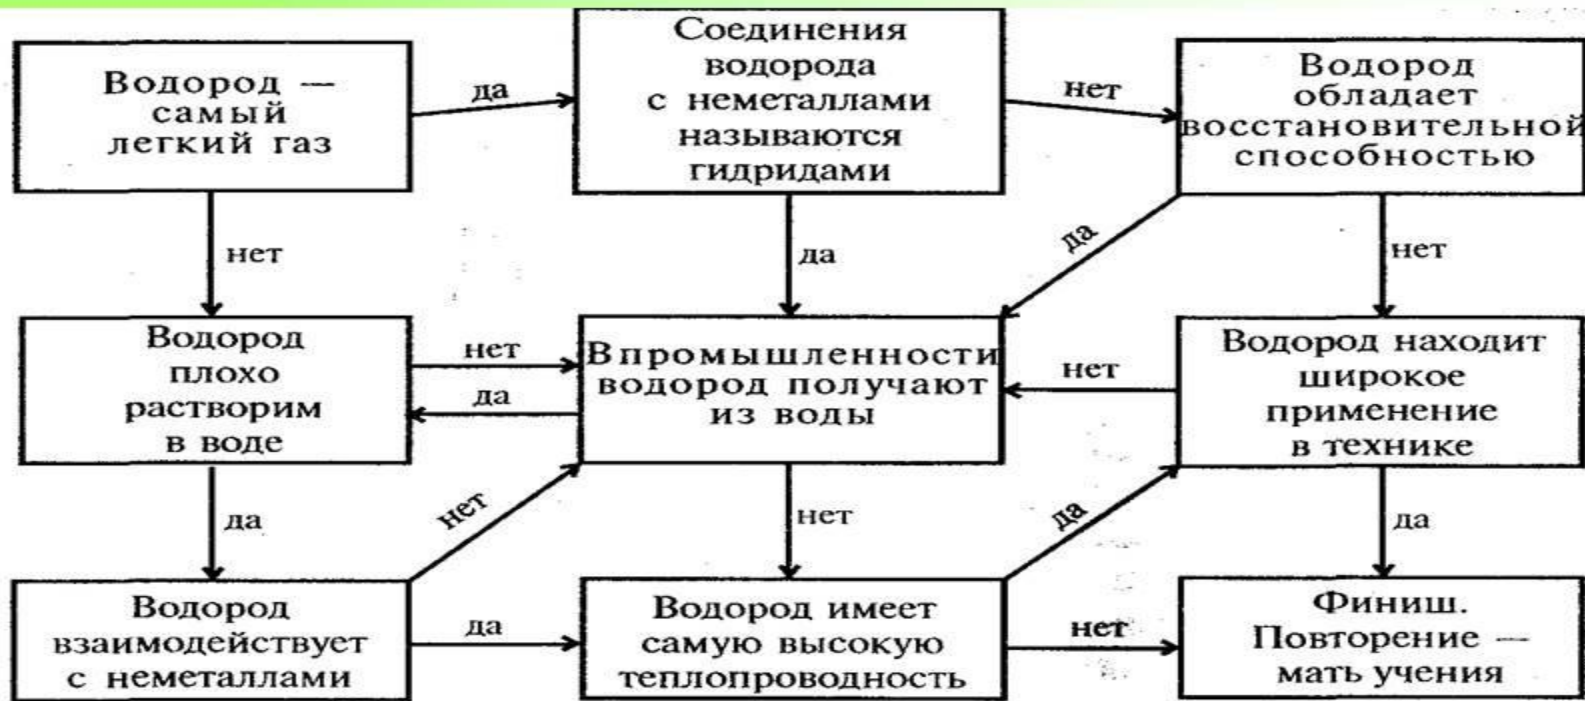 Водород —
самый
легкий газ
да
Соединения
водорода
с неметаллами
называются
гидридами
нет
Водород
обладает
восстановительной
способностью
нет
да
да
нет
Водород
плохо
растворим
в воде
нет
да
В промышленности
водород получают
из воды
нет
Водород находит
широкое
применение
в технике
да
нет
нет
да
да
Водород
взаимодействует
с неметаллами
да
Водород имеет
самую высокую
теплопроводность
нет
Финиш.
Повторение —
мать учения